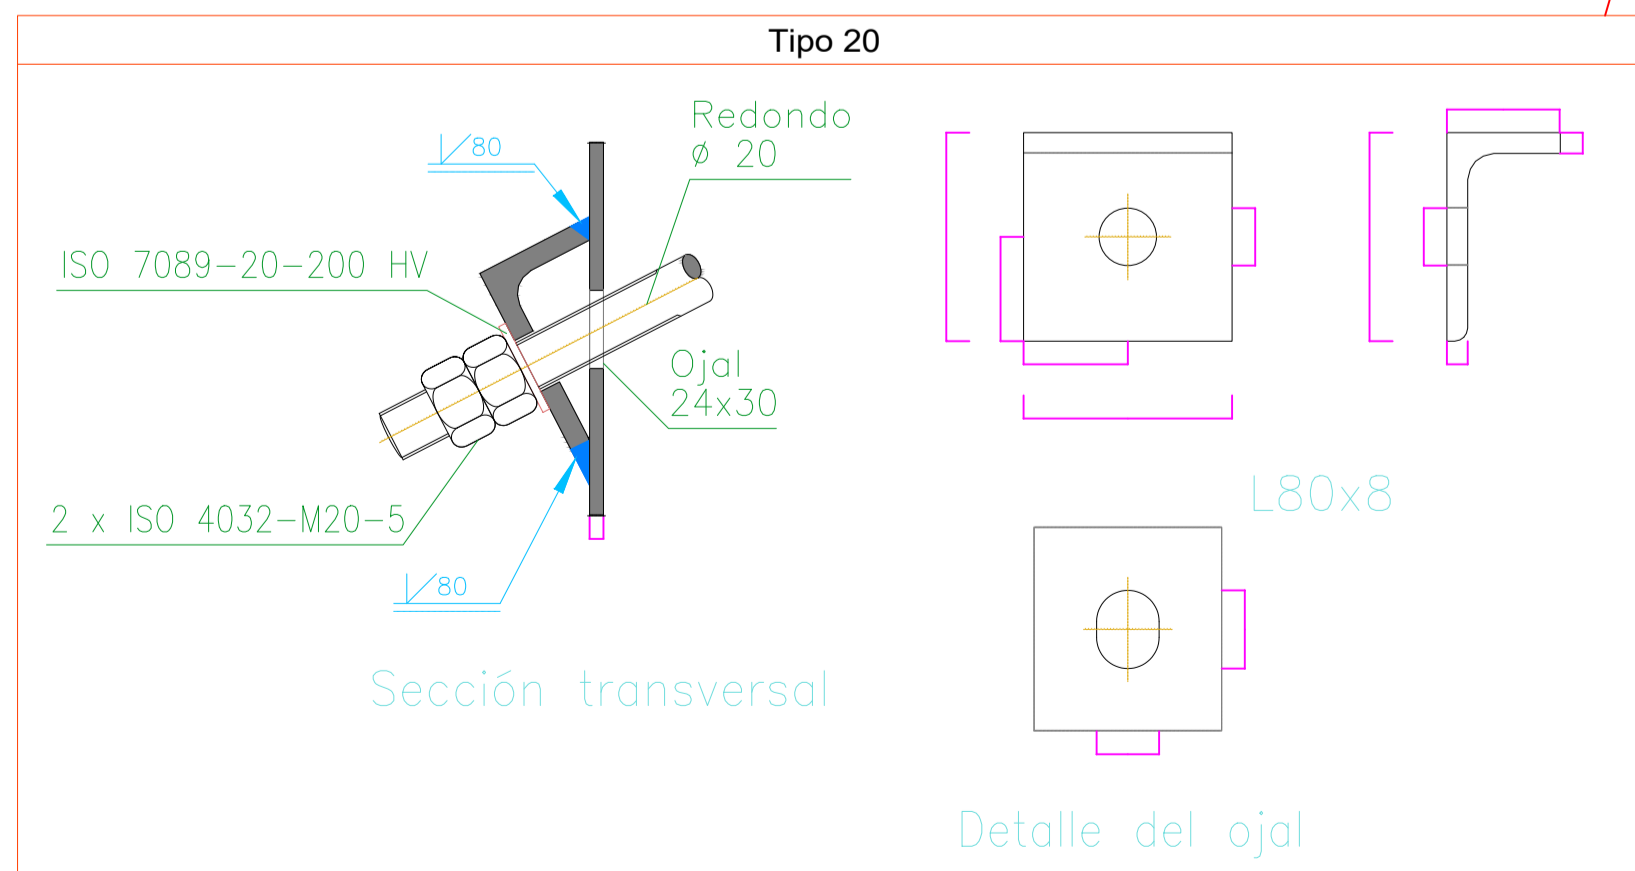 Tipo 20
Redondo
ø 20
80
ISO 7089-20-200 HV
Ojal
24x30
2 x ISO 4032-M20-5
80
L80x8
Sección transversal
Detalle del ojal